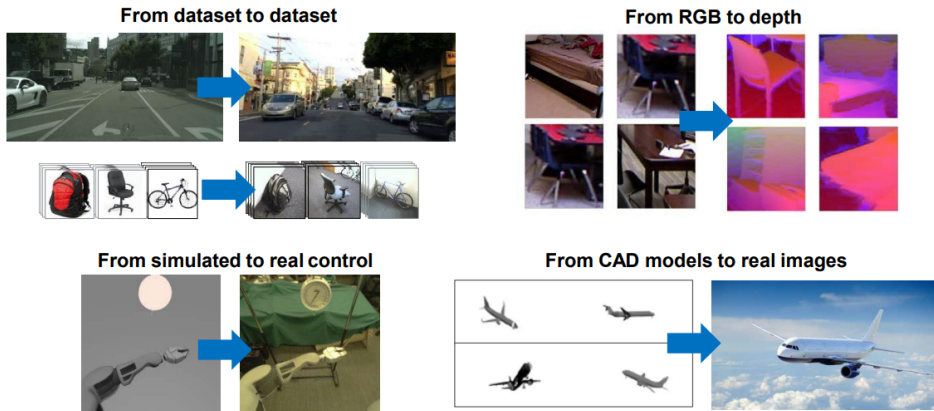 From dataset to dataset
From RGB to depth
From simulated to real control
From CAD models to real images